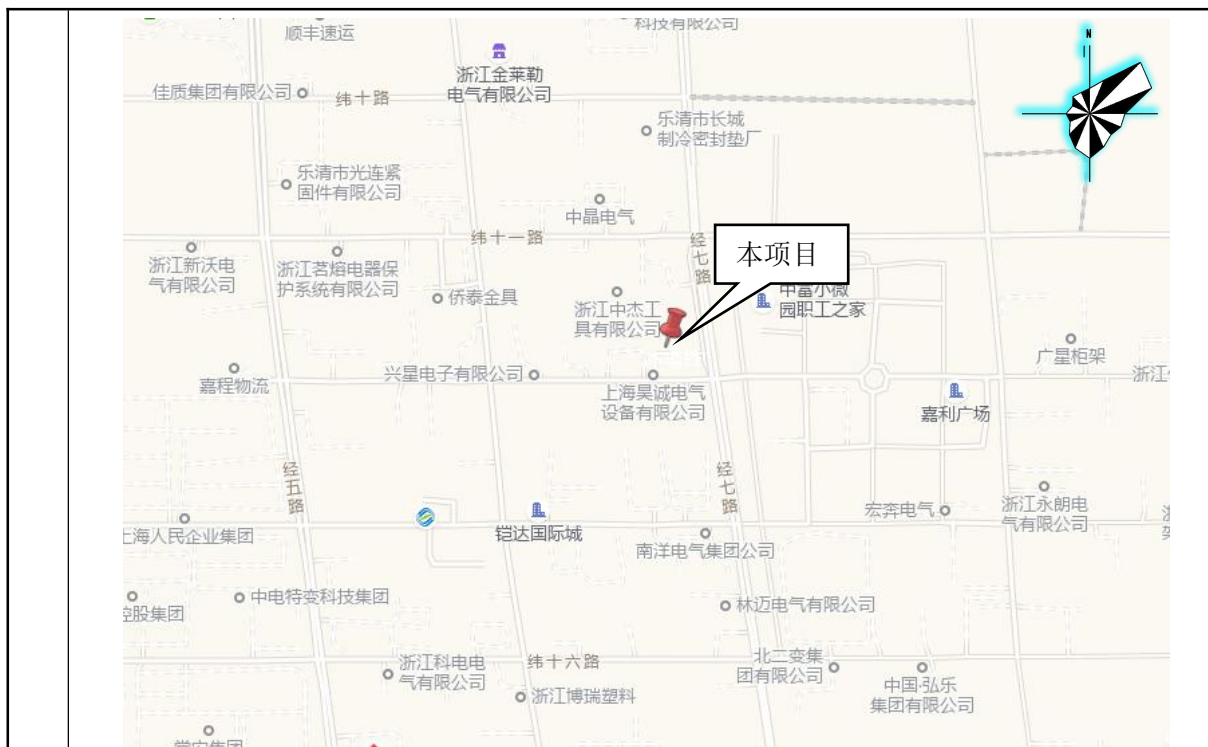 顺丰速运
科技有限公司
N
浙江金莱勒
电气有限公司
佳质集团有限公司
纬十路
乐清市长城
制冷密封垫厂
乐清市光连紧
固件有限公司
中晶电气
纬十一路
经七路
本项目
浙江新沃电
气有限公司
浙江茗熔电器保
护系统有限公司
侨泰金具
浙江中杰工
具有限公司
中富小微
园职工之家
广星柜架
嘉程物流
兴星电子有限公司
上海昊诚电气
设备有限公司
浙江
嘉利广场
经五路
经七路
宏奔电气
浙江永朗电
气有限公司
上海人民企业集团
铠达国际城
南洋电气集团公司
中电特变科技集团
控股集团
林迈电气有限公司
浙江科电电
气有限公司
纬十六路
北二变集
团有限公司
浙江博瑞塑料
中国·弘乐
集团有限公司